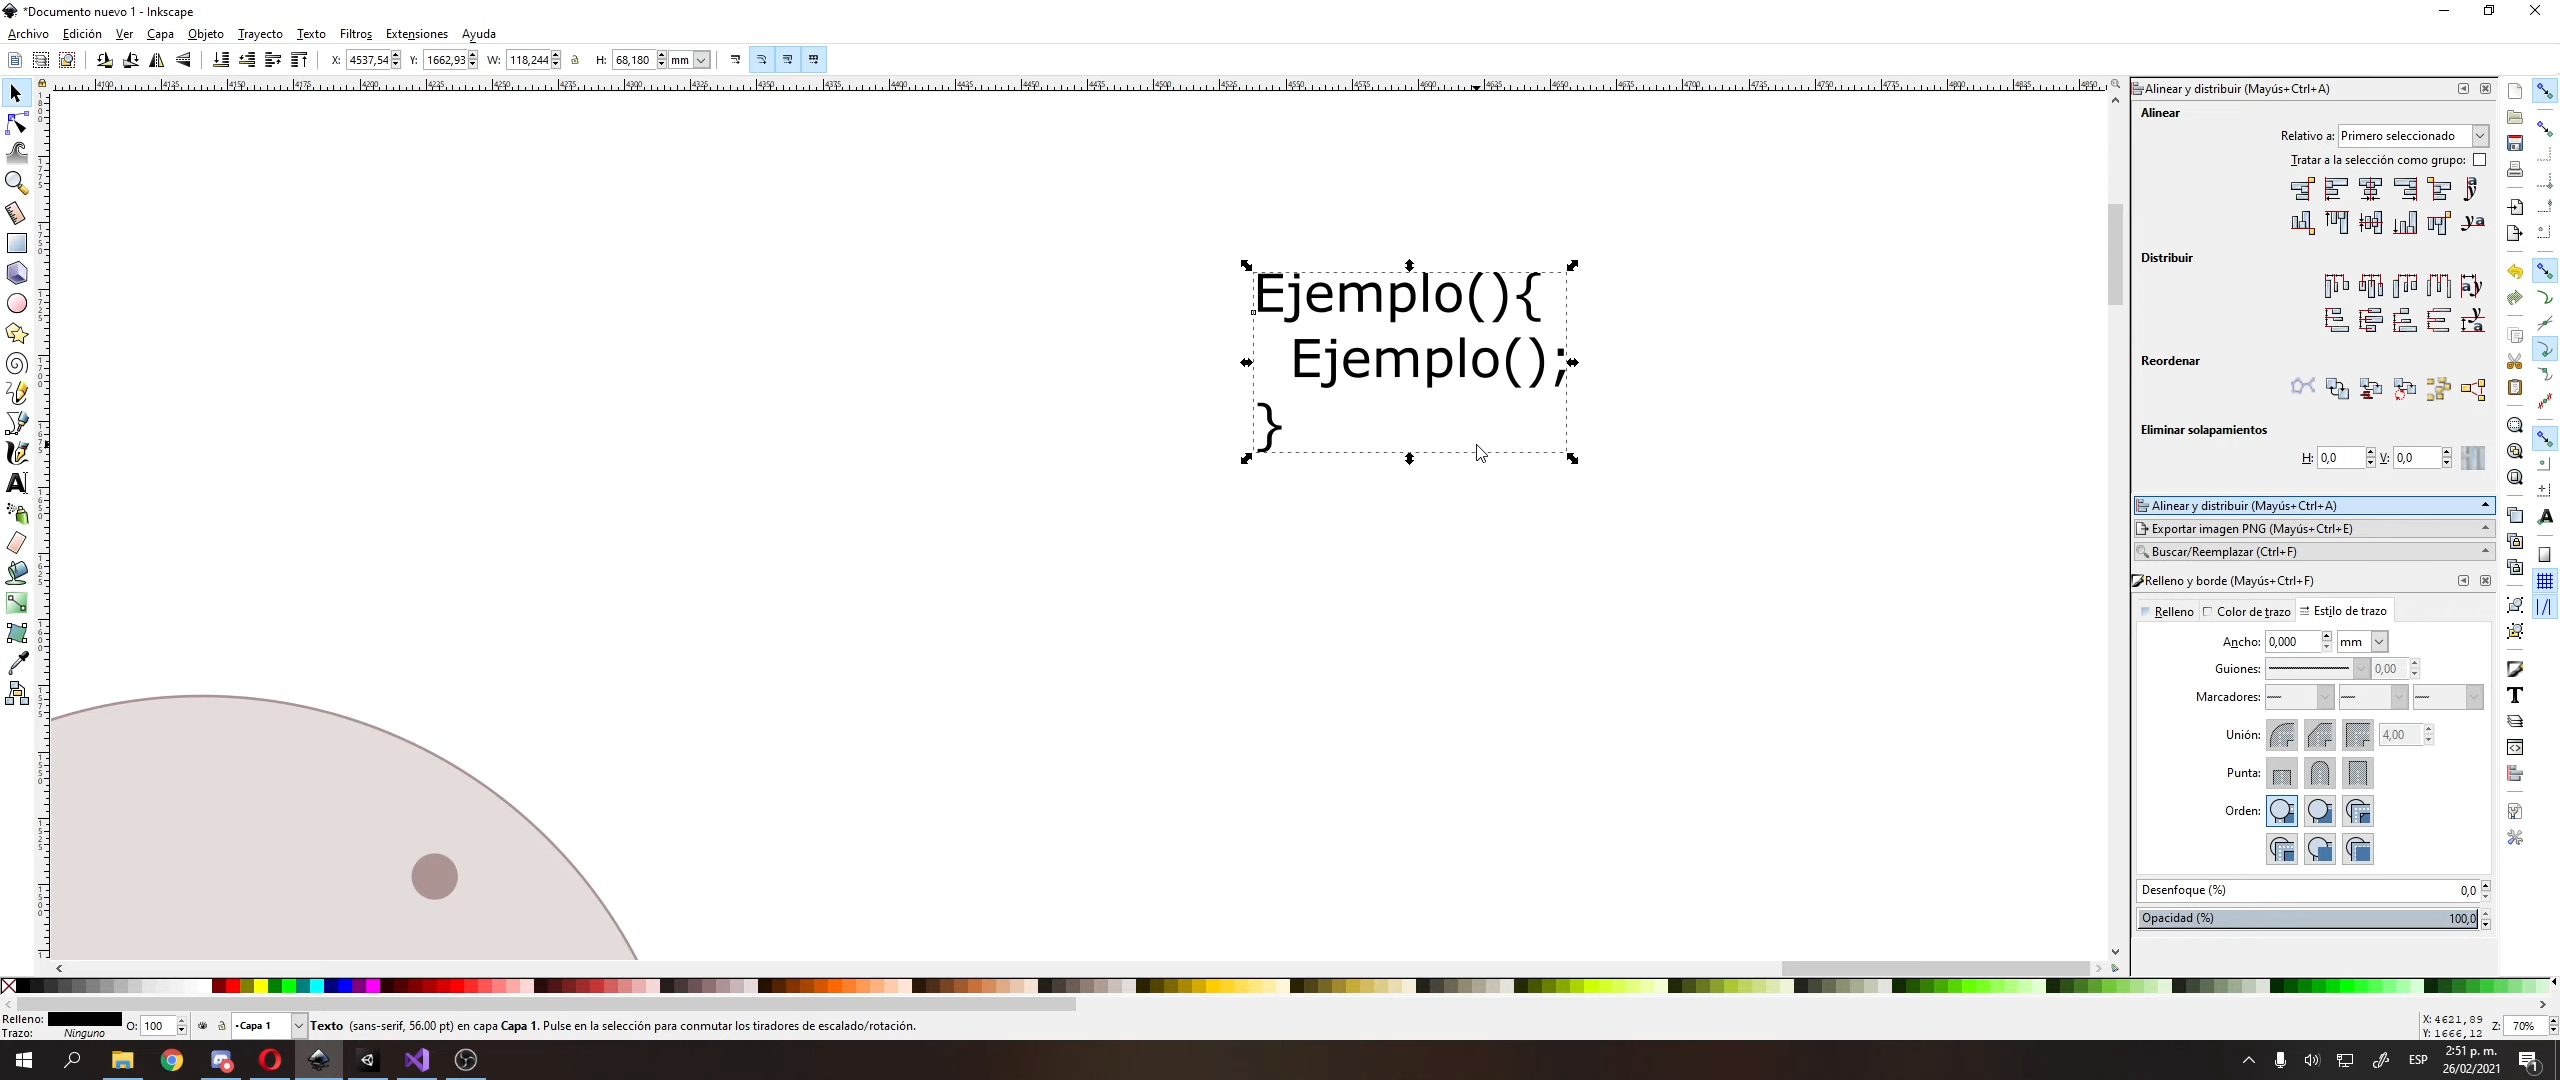 *Documento nuevo 1 - Inkscape
Archivo Edición Ver Capa Objeto Trayecto Texto Filtros Extensiones Ayuda
X: 4537,54 Y: 1662,93 W: 118,244 H: 68,180 mm
Alinear y distribuir (Mayús+Ctrl+A)
Alinear
Relativo a: Primero seleccionado
Tratar a la selección como grupo:
Distribuir
Ejemplo(){
Ejemplo();
}
Reordenar
Eliminar solapamientos
H: 0,0 V: 0,0
Alinear y distribuir (Mayús+Ctrl+A)
Exportar imagen PNG (Mayús+Ctrl+E)
Buscar/Reemplazar (Ctrl+F)
Relleno y borde (Mayús+Ctrl+F)
Relleno Color de trazo Estilo de trazo
Ancho: 0,000 mm
Guiones: 0,00
Marcadores:
Unión: 4,00
Punta:
Orden:
Desenfoque (%) 0,0
Opacidad (%) 100,0
Relleno: O: 100 Capa 1 Texto (sans-serif, 56.00 pt) en capa Capa 1. Pulse en la selección para conmutar los tiradores de escalado/rotación.
Trazo: Ninguno
X: 4621,89
Y: 1666,12
Z: 70%
ESP
2:51 p. m.
26/02/2021